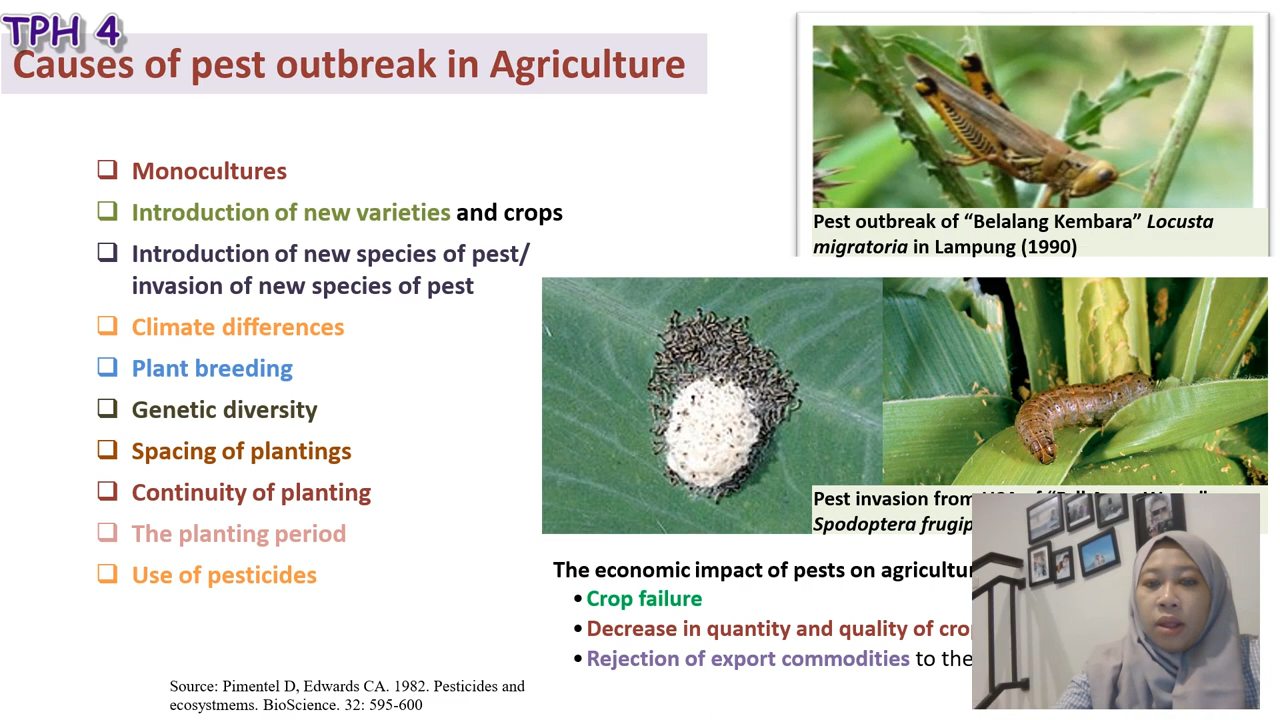 TPH 4
Causes of pest outbreak in Agriculture
❑ Monocultures
❑ Introduction of new varieties and crops
❑ Introduction of new species of pest/
invasion of new species of pest
❑ Climate differences
❑ Plant breeding
❑ Genetic diversity
❑ Spacing of plantings
❑ Continuity of planting
❑ The planting period
❑ Use of pesticides
Source: Pimentel D, Edwards CA. 1982. Pesticides and
ecosystmems. BioScience. 32: 595-600
Pest outbreak of “Belalang Kembara” Locusta
migratoria in Lampung (1990)
Pest invasion from
Spodoptera
The economic impact of pests on
• Crop failure
• Decrease in quantity and quality of
• Rejection of export commodities to the